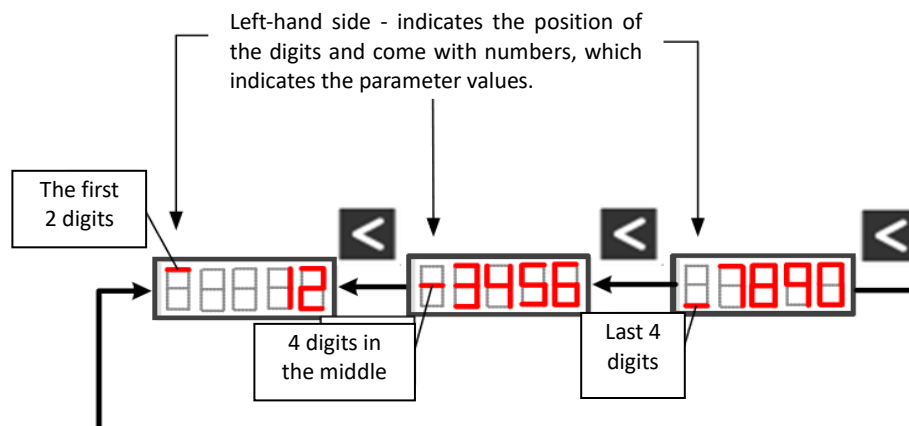 Left-hand side - indicates the position of
the digits and come with numbers, which
indicates the parameter values.
The first
2 digits
<
<
<
12
3456
7890
4 digits in
the middle
Last 4
digits